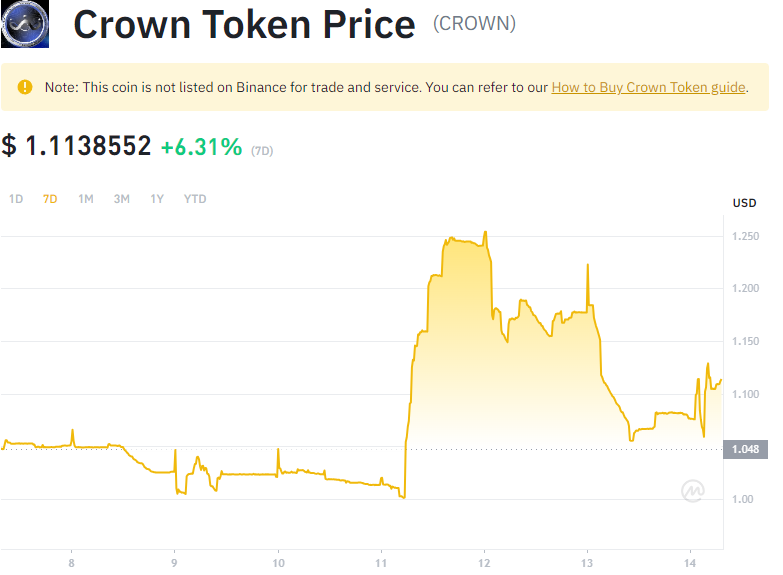 Crown Token Price (CROWN)
Note: This coin is not listed on Binance for trade and service. You can refer to our How to Buy Crown Token guide.
$ 1.1138552 +6.31% (7D)
1D 7D 1M 3M 1Y YTD
USD
1.250
1.200
1.150
1.100
1.048
1.00
8 9 10 11 12 13 14